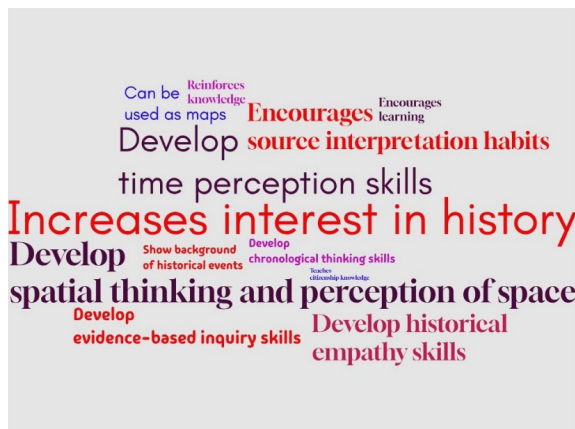 Can be
used as maps
Reinforces
knowledge
Encourages
source interpretation habits
Encourages
learning
Develop
time perception skills
Increases interest in history
Develop
spatial thinking and perception of space
Show background
of historical events
Develop
chronological thinking skills
Teaches
citizenship knowledge
Develop
evidence-based inquiry skills
Develop historical
empathy skills